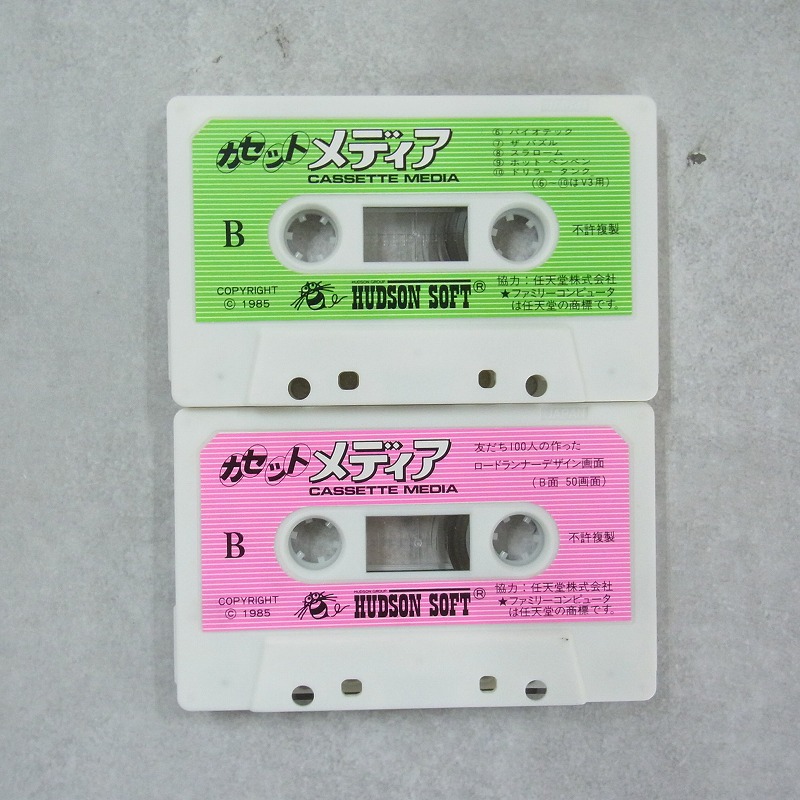 カセットメディア
CASSETTE MEDIA
⑥ バイオテック
⑦ ザ パズル
⑧ スラローム
⑨ ホット ペンペン
⑩ ドリラー タンク
(⑥−⑩はV3用)
B
不許複製
COPYRIGHT
© 1985
HUDSON GROUP
HUDSON SOFT®
協力：任天堂株式会社
★ファミリーコンピュータ
は任天堂の商標です。
カセットメディア
CASSETTE MEDIA
友だち100人の作った
ロードランナーデザイン画面
(B面 50画面)
B
不許複製
COPYRIGHT
© 1985
HUDSON GROUP
HUDSON SOFT®
協力：任天堂株式会社
★ファミリーコンピュータ
は任天堂の商標です。